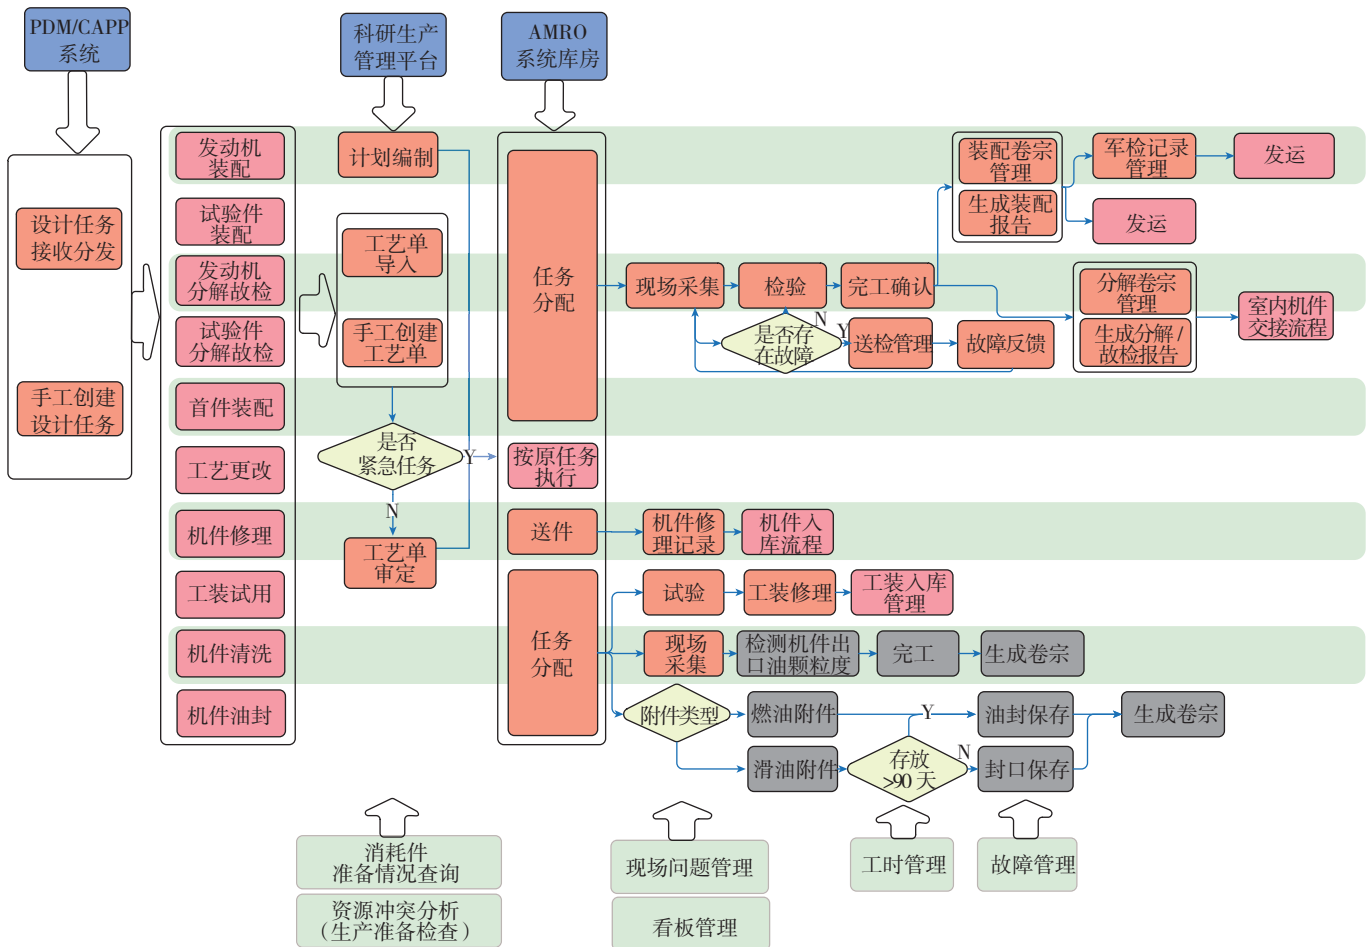 PDM/CAPP
系统
科研生产
管理平台
AMRO
系统库房
设计任务
接收分发
手工创建
设计任务
发动机
装配
试验件
装配
发动机
分解故检
试验件
分解故检
首件装配
工艺更改
机件修理
工装试用
机件清洗
机件油封
计划编制
工艺单
导入
手工创建
工艺单
是否
紧急任务
Y
N
工艺单
审定
任务
分配
按原任务
执行
送件
任务
分配
现场采集
检验
完工确认
是否存
在故障
N
Y
送检管理
故障反馈
装配卷宗
管理
生成装配
报告
军检记录
管理
发运
发运
分解卷宗
管理
生成分解/
故检报告
室内机件
交接流程
机件修
理记录
机件入
库流程
试验
工装修理
工装入库
管理
现场
采集
检测机件出
口油颗粒度
完工
生成卷宗
附件类型
燃油附件
Y
油封保存
生成卷宗
滑油附件
存放
>90天
N
封口保存
消耗件
准备情况查询
资源冲突分析
(生产准备检查)
现场问题管理
看板管理
工时管理
故障管理